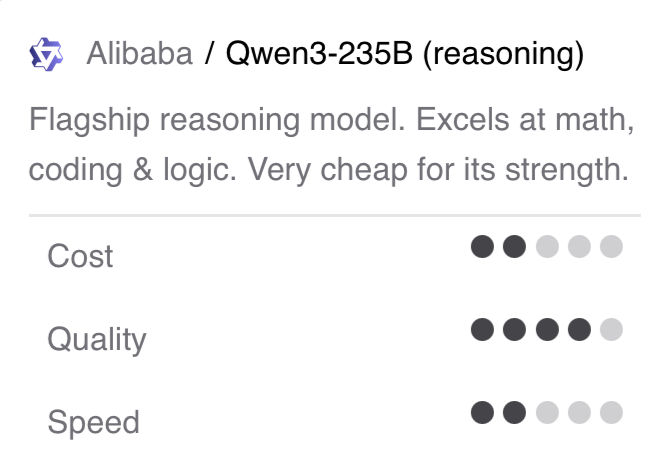 Alibaba / Qwen3-235B (reasoning)
Flagship reasoning model. Excels at math,
coding & logic. Very cheap for its strength.
Cost
Quality
Speed